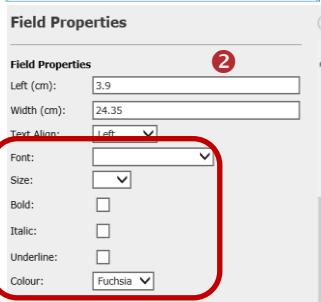 Field Properties
2
Field Properties
Left (cm): 3.9
Width (cm): 24.35
Text Align: Left
Font:
Size:
Bold:
Italic:
Underline:
Colour: Fuchsia